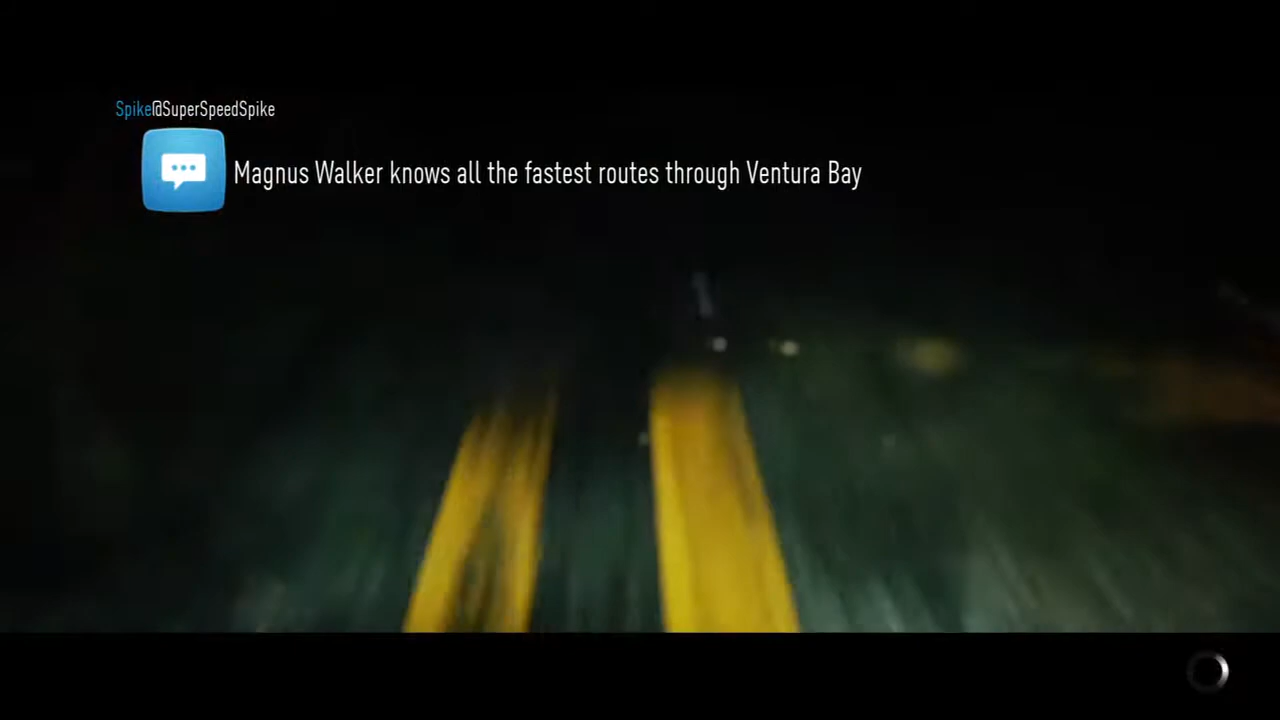 Spike@SuperSpeedSpike
Magnus Walker knows all the fastest routes through Ventura Bay